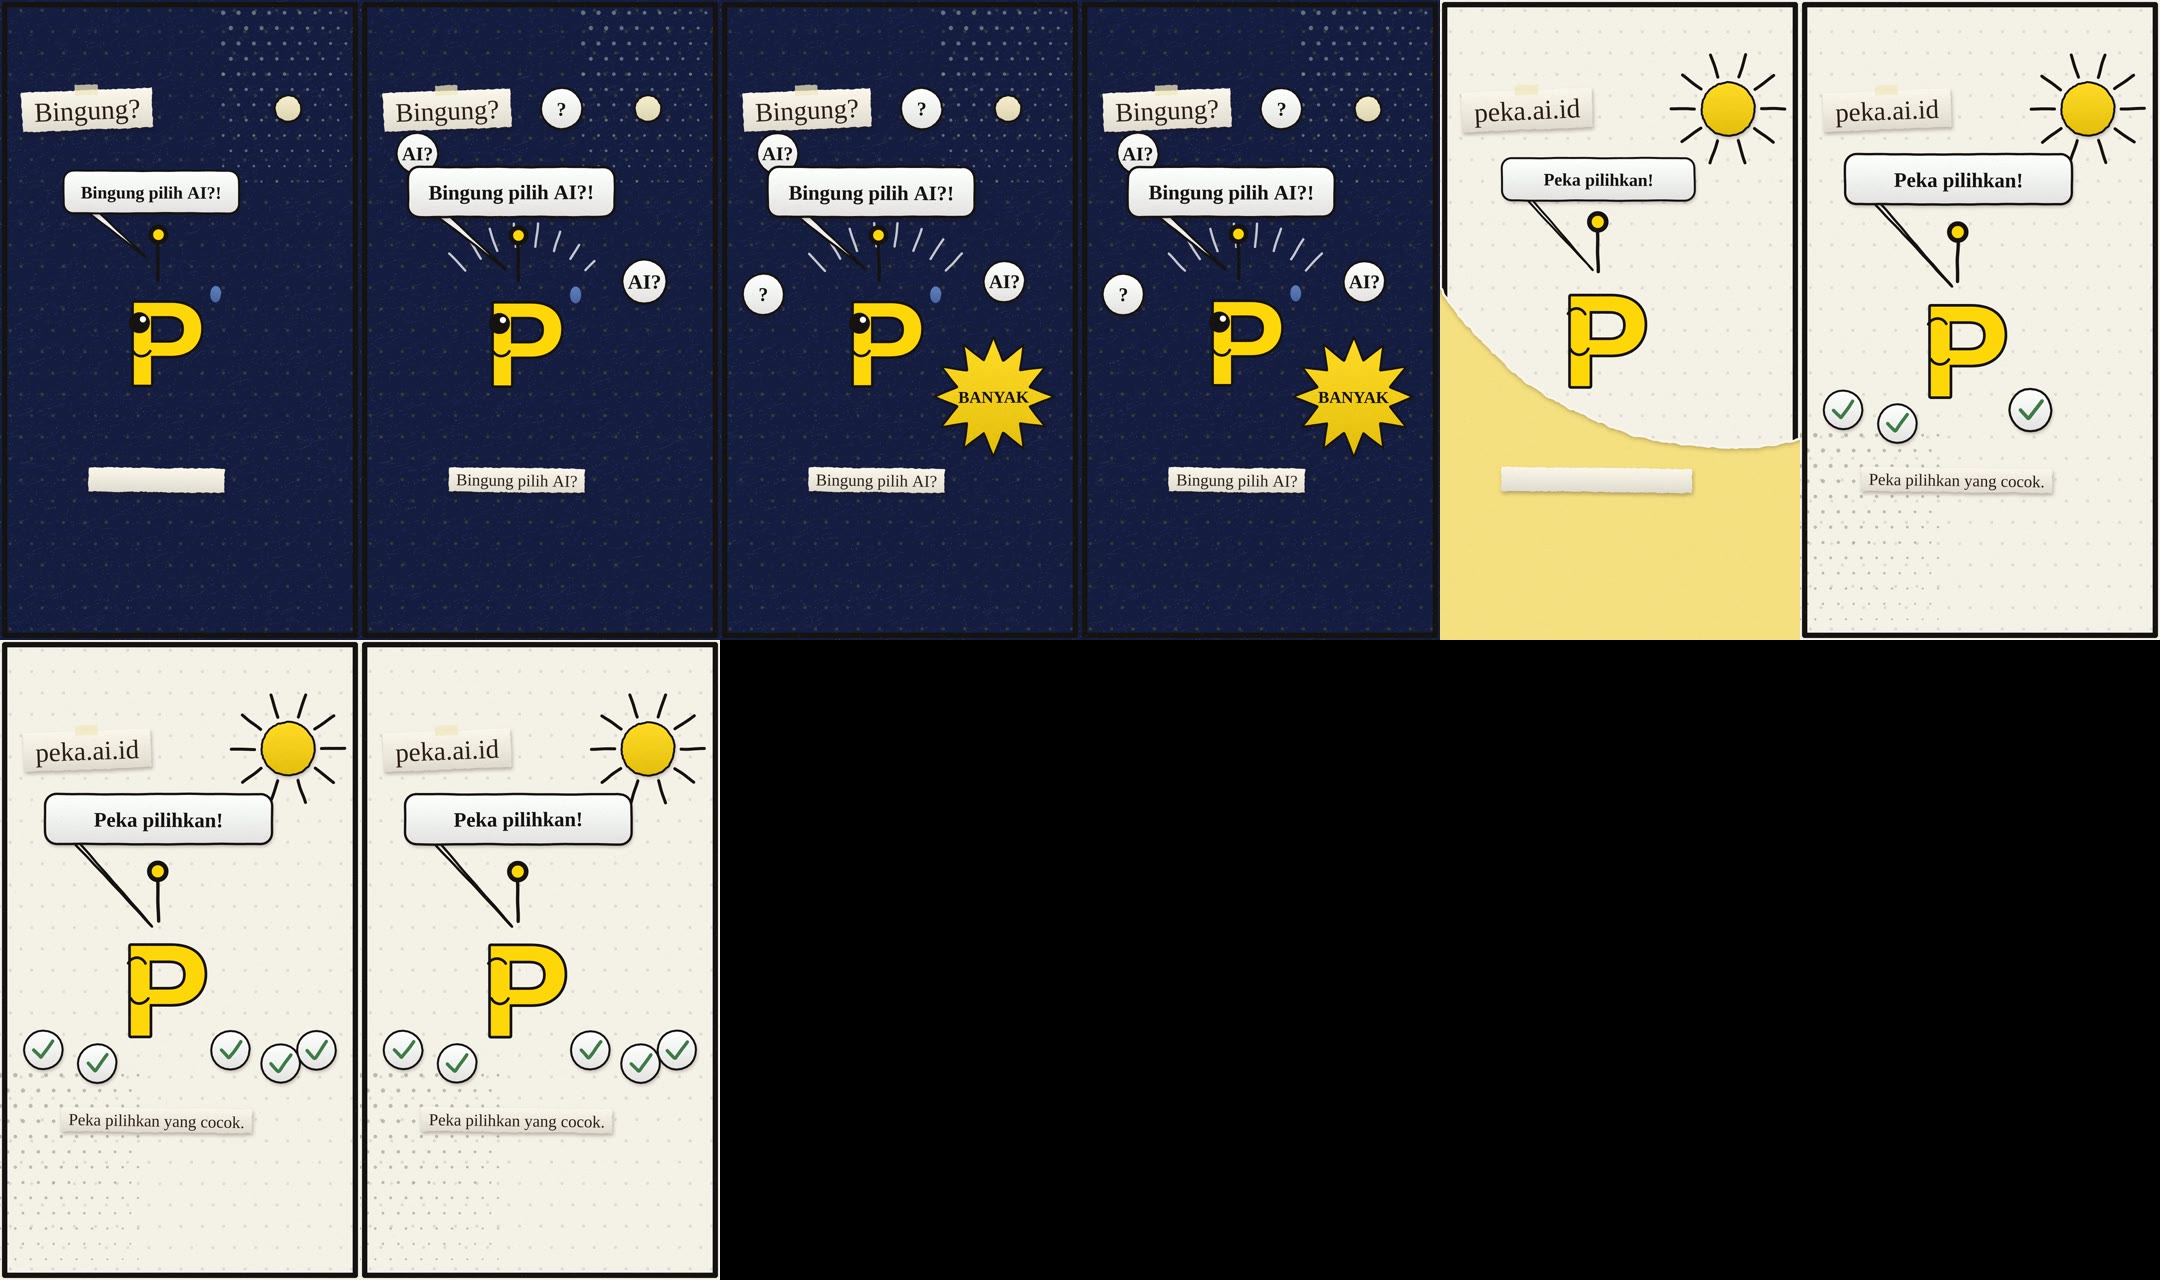 Bingung?
Bingung pilih AI?!
P
Bingung?
?
AI?
Bingung pilih AI?!
AI?
P
Bingung pilih AI?
Bingung?
?
AI?
Bingung pilih AI?!
?
AI?
P
BANYAK
Bingung pilih AI?
Bingung?
?
AI?
Bingung pilih AI?!
?
AI?
P
BANYAK
Bingung pilih AI?
peka.ai.id
Peka pilihkan!
P
peka.ai.id
Peka pilihkan!
P
Peka pilihkan yang cocok.
peka.ai.id
Peka pilihkan!
P
Peka pilihkan yang cocok.
peka.ai.id
Peka pilihkan!
P
Peka pilihkan yang cocok.